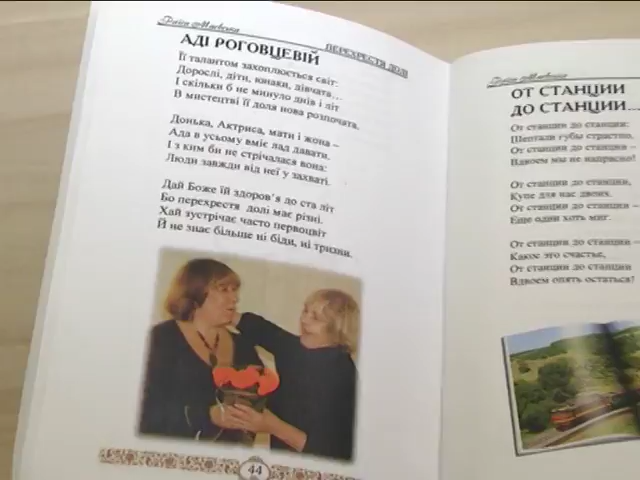 Раїса Маєвська
ПЕРЕХРЕСТЯ ДОЛІ
АДІ РОГОВЦЕВІЙ
Її талантом захоплюється світ:
Дорослі, діти, юнаки, дівчата...
І скільки б не минуло днів і літ
В мистецтві її доля нова розпочата.
Донька, Актриса, мати і жона –
Ада в усьому вміє лад давати.
І з ким би не стрічалася вона:
Люди завжди від неї у захваті.
Дай Боже їй здоров'я до ста літ
Бо перехрестя долі має різні.
Хай зустрічає часто первоцвіт
Й не знає більше ні біди, ні тризни.
44
ОТ СТАНЦИИ
ДО СТАНЦИИ...
От станции до станции:
Шептали губы страстно,
От станции до станции –
Вдвоем мы не напрасно!
От станции до станции,
Купе для нас двоих.
От станции до станции –
Еще один хоть миг.
От станции до станции –
Какое это счастье,
От станции до станции
Вдвоем опять остаться!